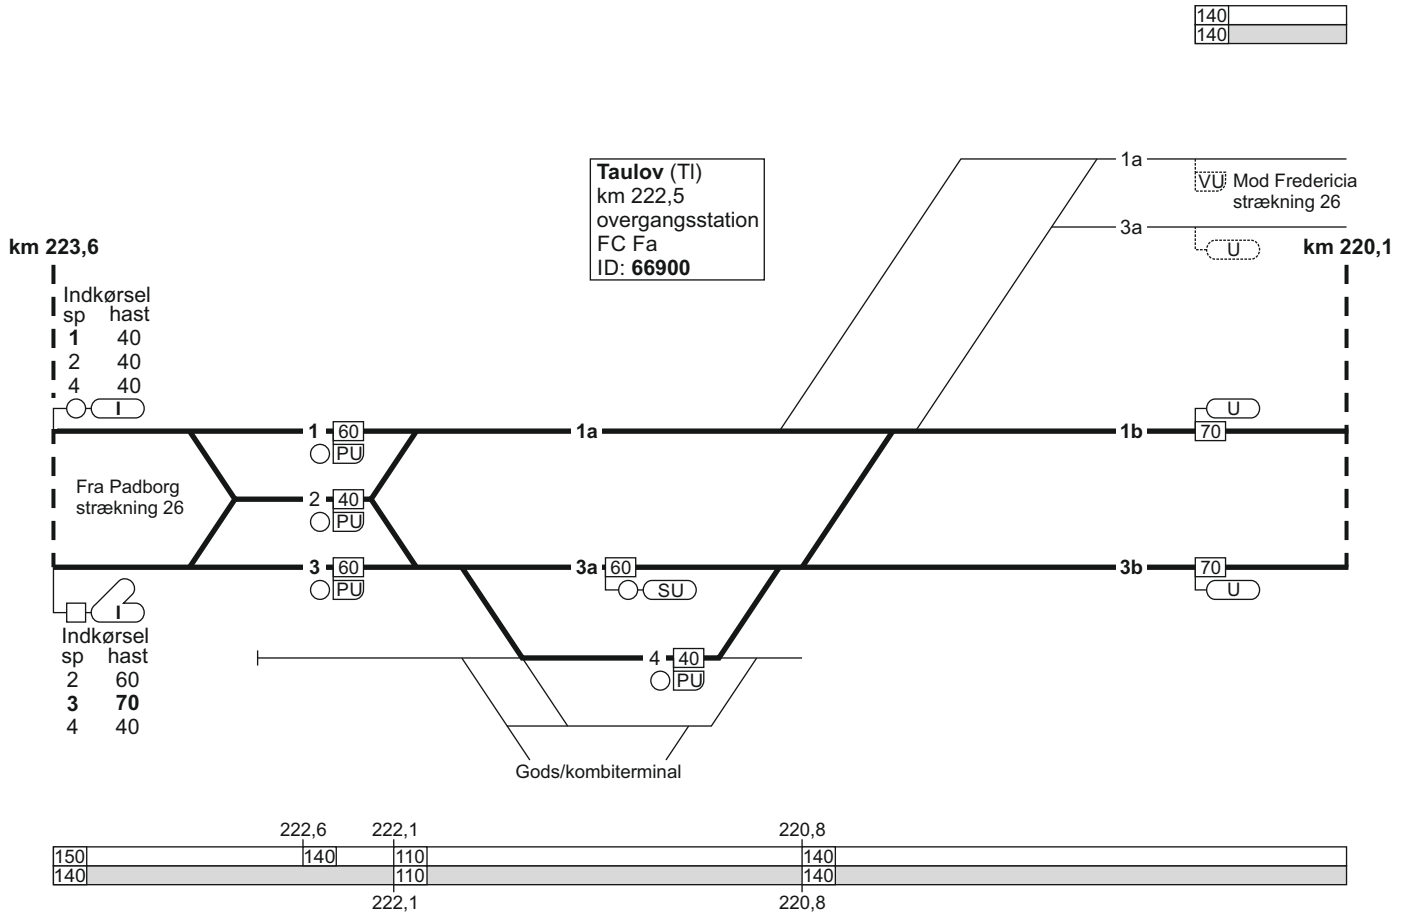 140
140
Taulov (Tl)
km 222,5
overgangsstation
FC Fa
ID: 66900
1a
VU Mod Fredericia
strækning 26
3a
U
km 223,6
km 220,1
Indkørsel
sp hast
1 40
2 40
4 40
I
U
1 60 1a 1b 70
PU
Fra Padborg
strækning 26
2 40
PU
3 60 3a 60 3b 70
PU SU U
I
Indkørsel
sp hast
2 60
3 70
4 40
4 40
PU
Gods/kombiterminal
222,6 222,1 220,8
150 140 110 140
140 110 140
222,1 220,8